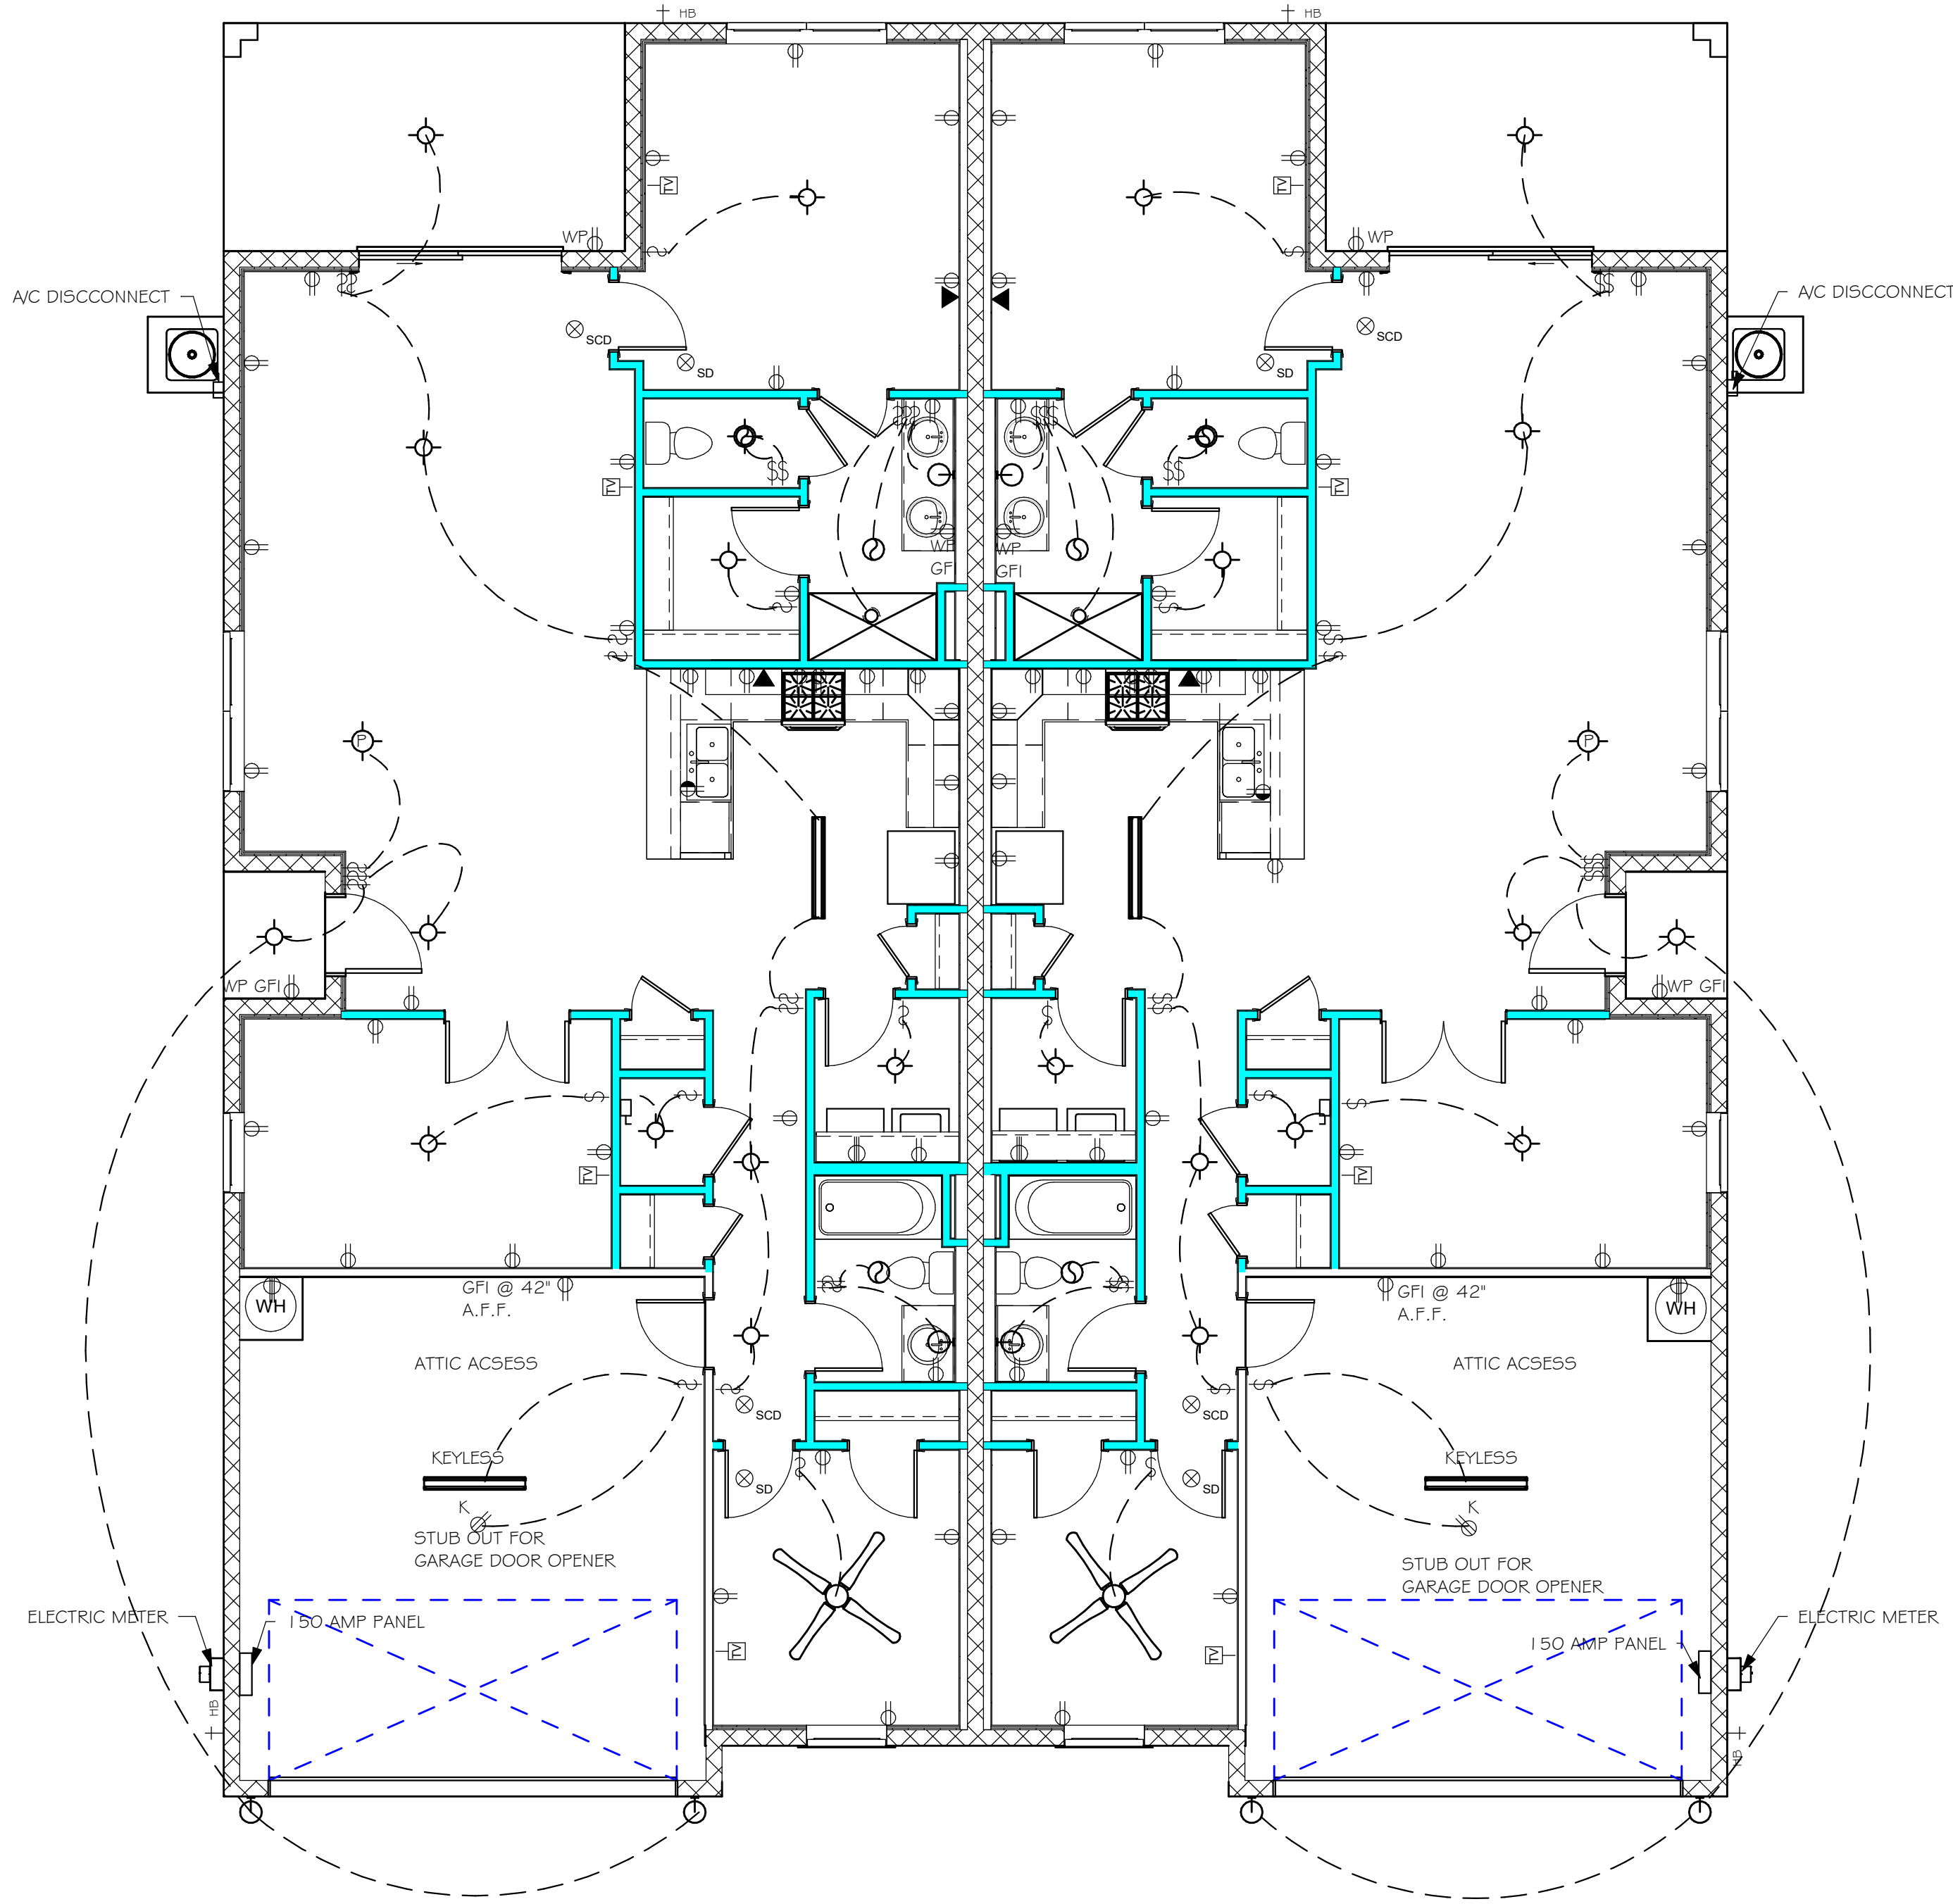 HB
HB
TV
TV
WP
WP
A/C DISCCONNECT
A/C DISCCONNECT
SCD
SCD
SD
SD
$$
$$
$$$
$$$
$$
$$
TV
TV
WP
GFI
WP
GFI
$
$
$
$
$
$
P
P
$$$
$$$
WP GFI
WP GFI
$$
$$
$
$
$
$
$
$
TV
TV
$$
$$
GFI @ 42"
A.F.F.
GFI @ 42"
A.F.F.
WH
WH
ATTIC ACSESS
ATTIC ACSESS
$
$
$
$
SCD
SCD
KEYLESS
KEYLESS
$
$
SD
SD
K
K
STUB OUT FOR
GARAGE DOOR OPENER
STUB OUT FOR
GARAGE DOOR OPENER
ELECTRIC METER
150 AMP PANEL
150 AMP PANEL
ELECTRIC METER
TV
TV
HB
HB